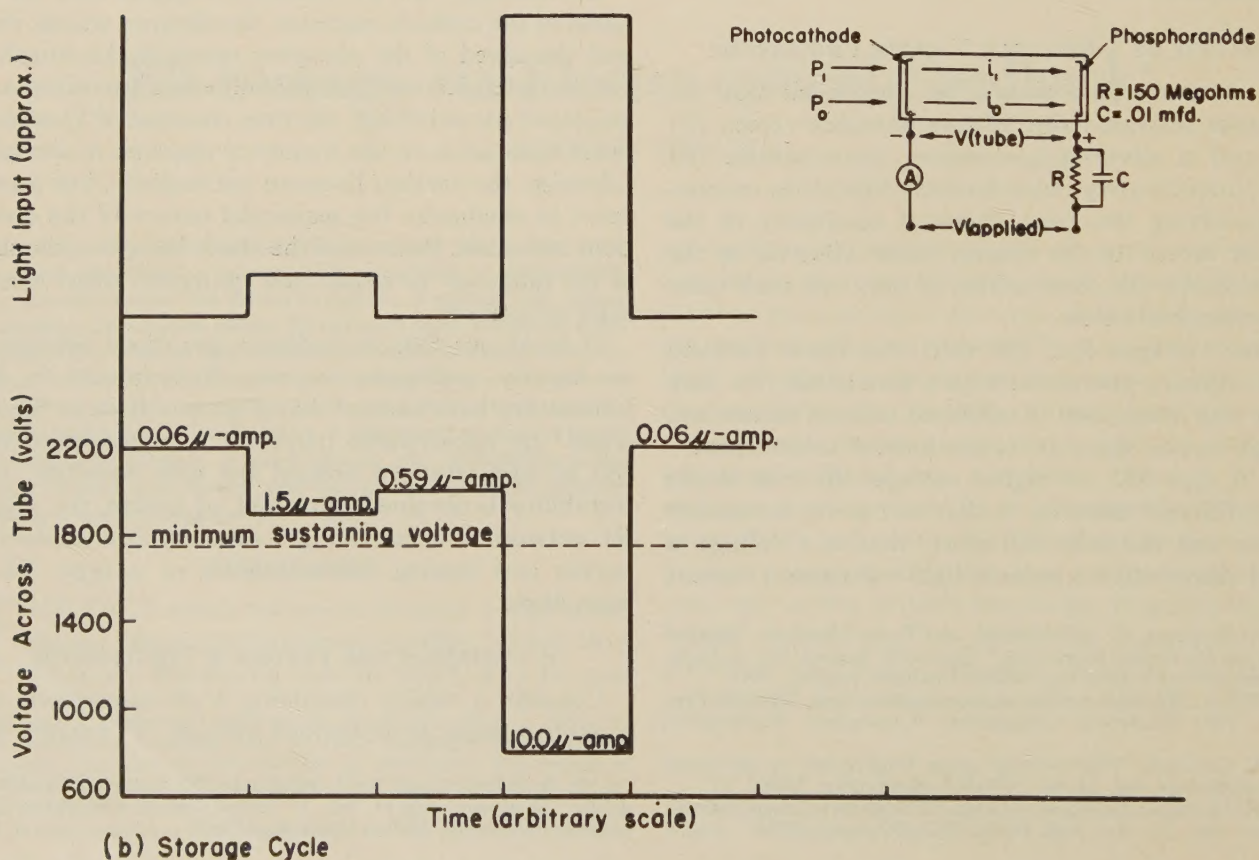 Light Input (approx.)
Photocathode
Phosphoranode
P₁
i₁
P₀
i₀
R = 150 Megohms
C = .01 mfd.
− V(tube) +
A
R
C
V(applied)
Voltage Across Tube (volts)
2200
1800
1400
1000
600
0.06 μ-amp.
1.5 μ-amp.
0.59 μ-amp.
0.06 μ-amp.
minimum sustaining voltage
10.0 μ-amp
Time (arbitrary scale)
(b) Storage Cycle